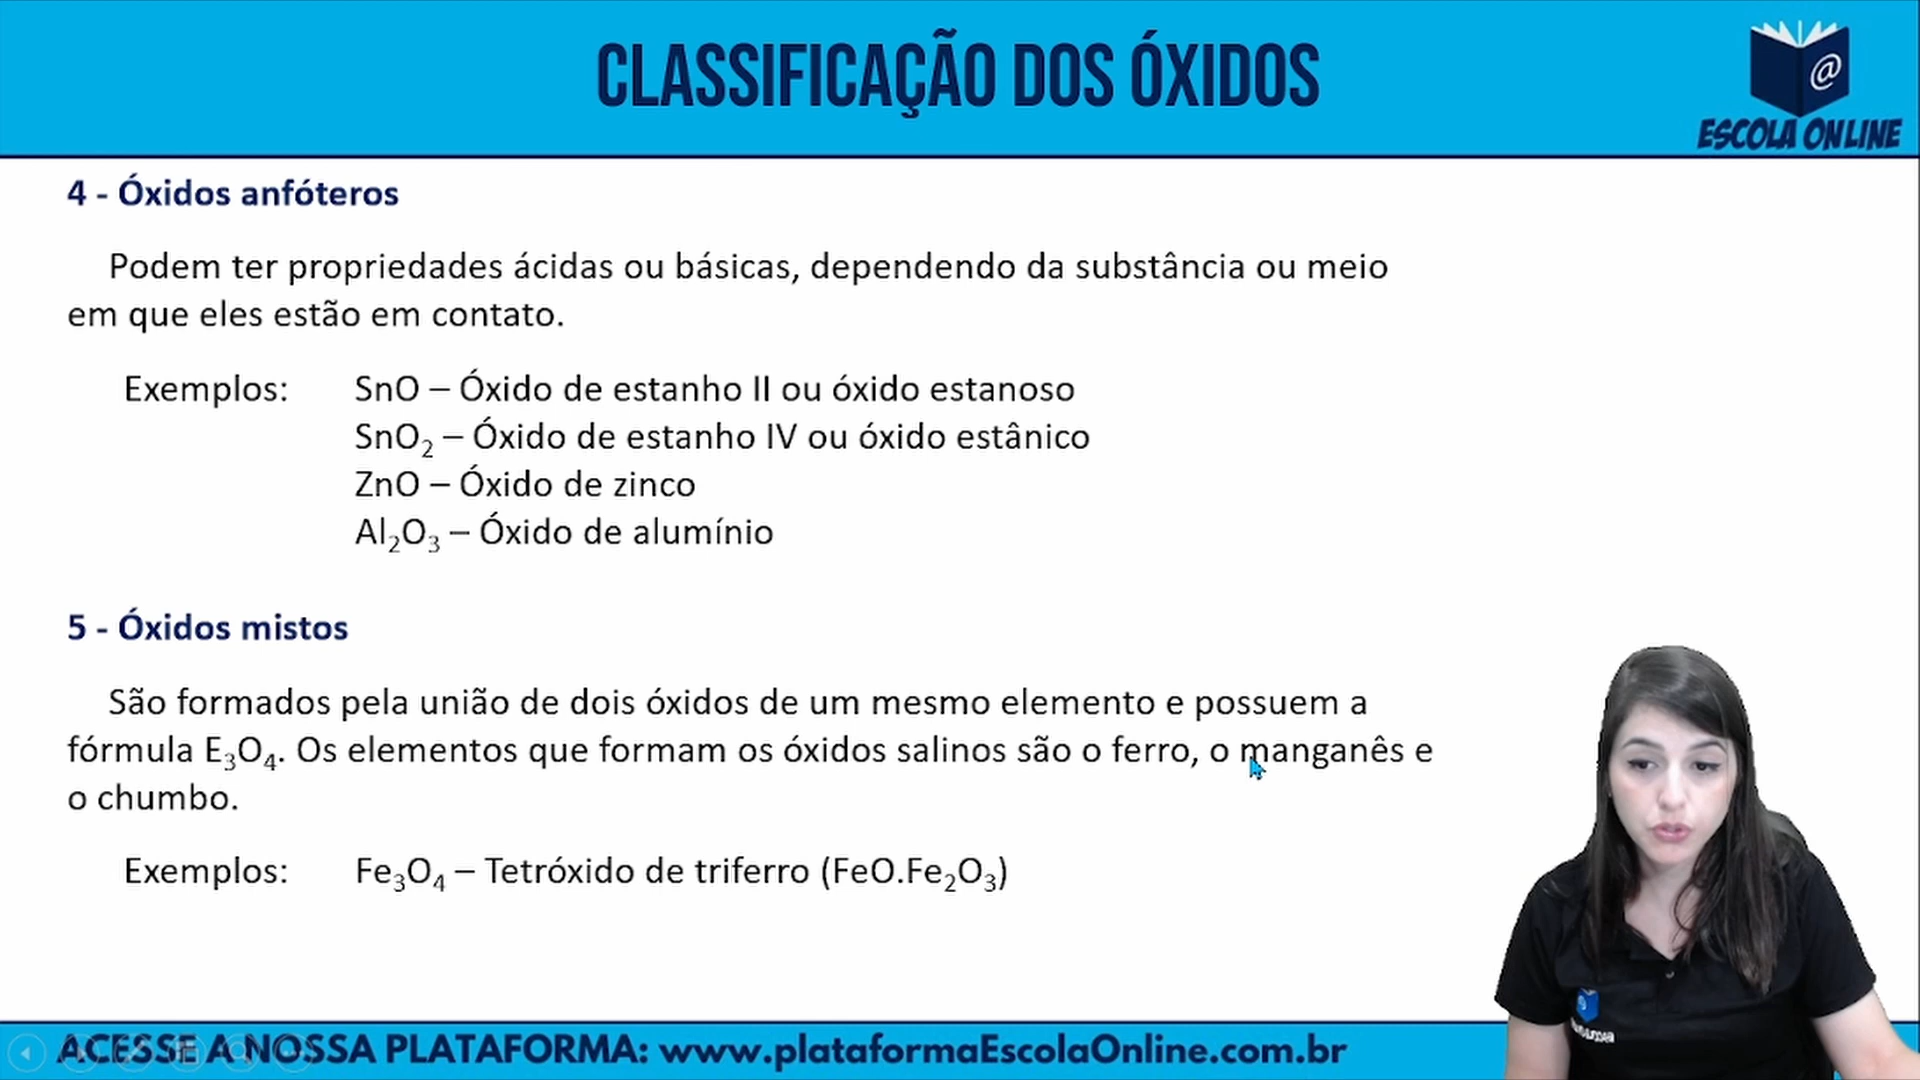 CLASSIFICAÇÃO DOS ÓXIDOS
@
ESCOLA ONLINE
4 - Óxidos anfóteros
Podem ter propriedades ácidas ou básicas, dependendo da substância ou meio
em que eles estão em contato.
Exemplos: SnO – Óxido de estanho II ou óxido estanoso
SnO₂ – Óxido de estanho IV ou óxido estânico
ZnO – Óxido de zinco
Al₂O₃ – Óxido de alumínio
5 - Óxidos mistos
São formados pela união de dois óxidos de um mesmo elemento e possuem a
fórmula E₃O₄. Os elementos que formam os óxidos salinos são o ferro, o manganês e
o chumbo.
Exemplos: Fe₃O₄ – Tetróxido de triferro (FeO.Fe₂O₃)
ACESSE A NOSSA PLATAFORMA: www.plataformaEscolaOnline.com.br